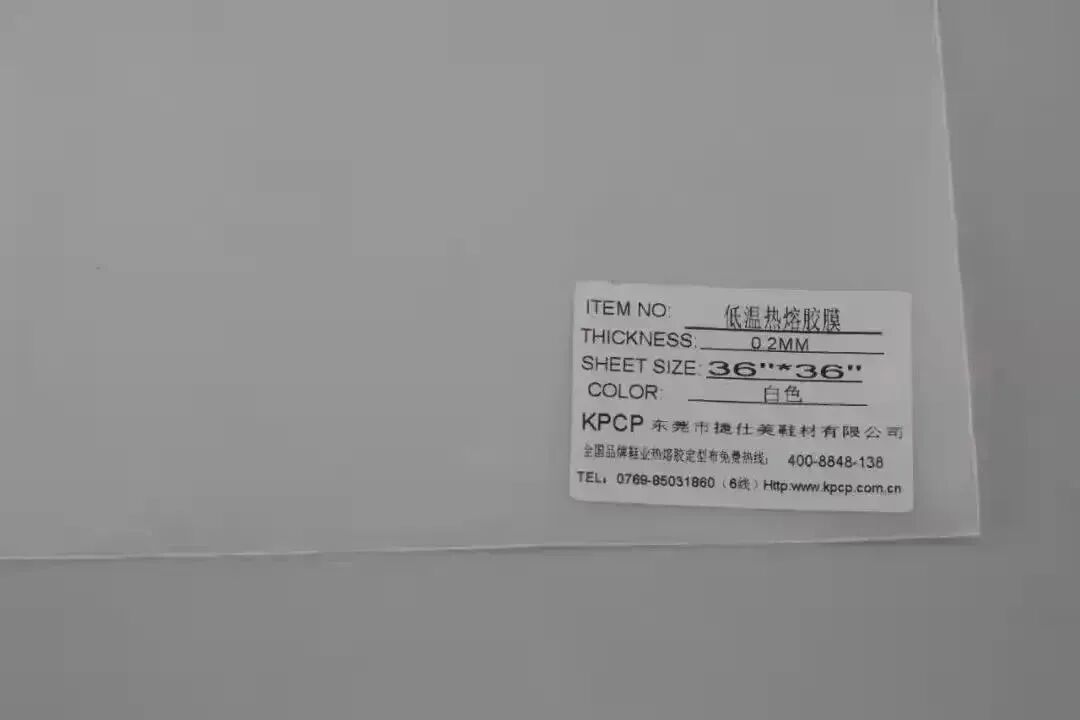 ITEM NO: 低温热熔胶膜
THICKNESS: 0.2MM
SHEET SIZE: 36"*36"
COLOR: 白色
KPCP 东莞市捷仕美鞋材有限公司
全国品牌鞋业热熔胶定型布免费热线: 400-8848-138
TEL: 0769-85031860(6线)Http:www.kpcp.com.cn